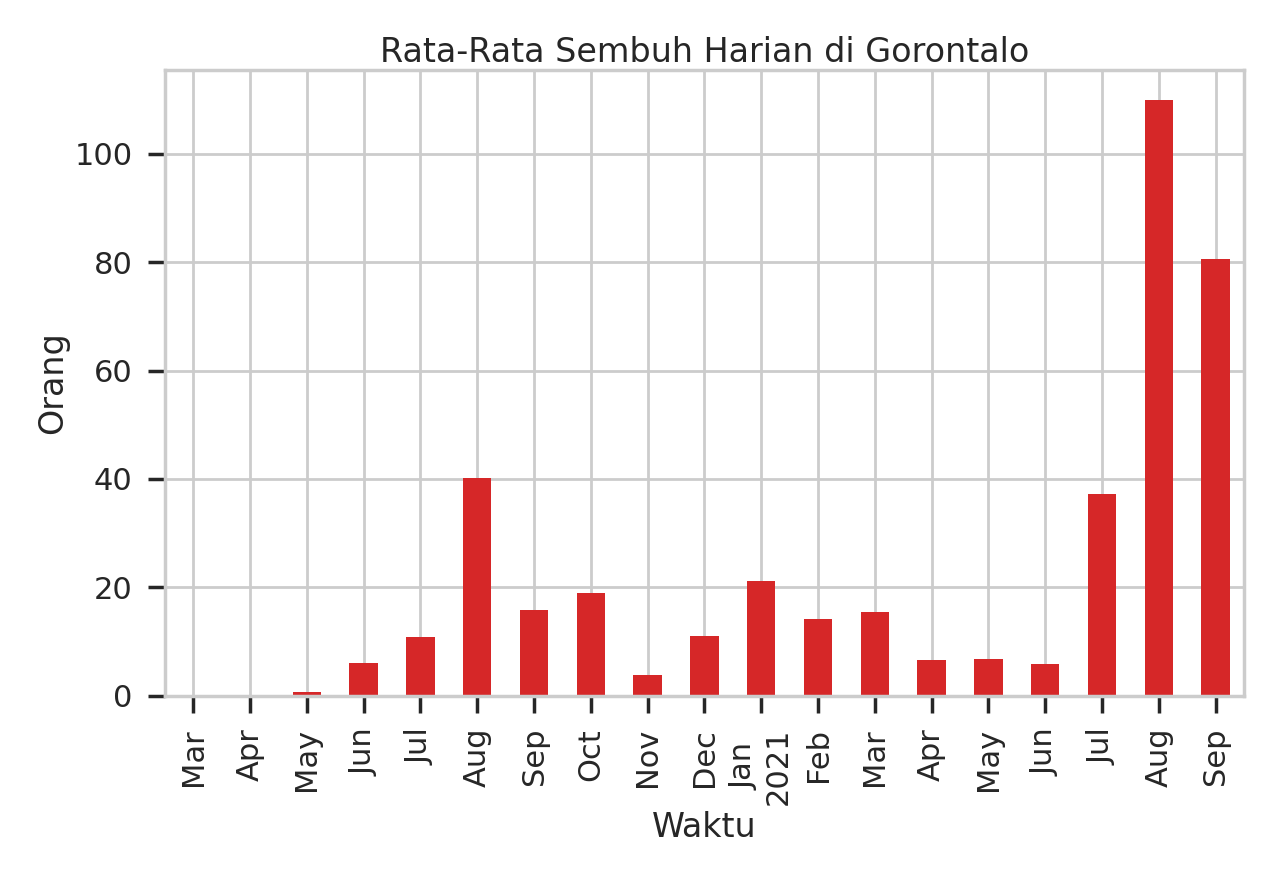 Rata-Rata Sembuh Harian di Gorontalo
Orang
100
80
60
40
20
0
Mar
Apr
May
Jun
Jul
Aug
Sep
Oct
Nov
Dec
Jan
2021
Feb
Mar
Apr
May
Jun
Jul
Aug
Sep
Waktu